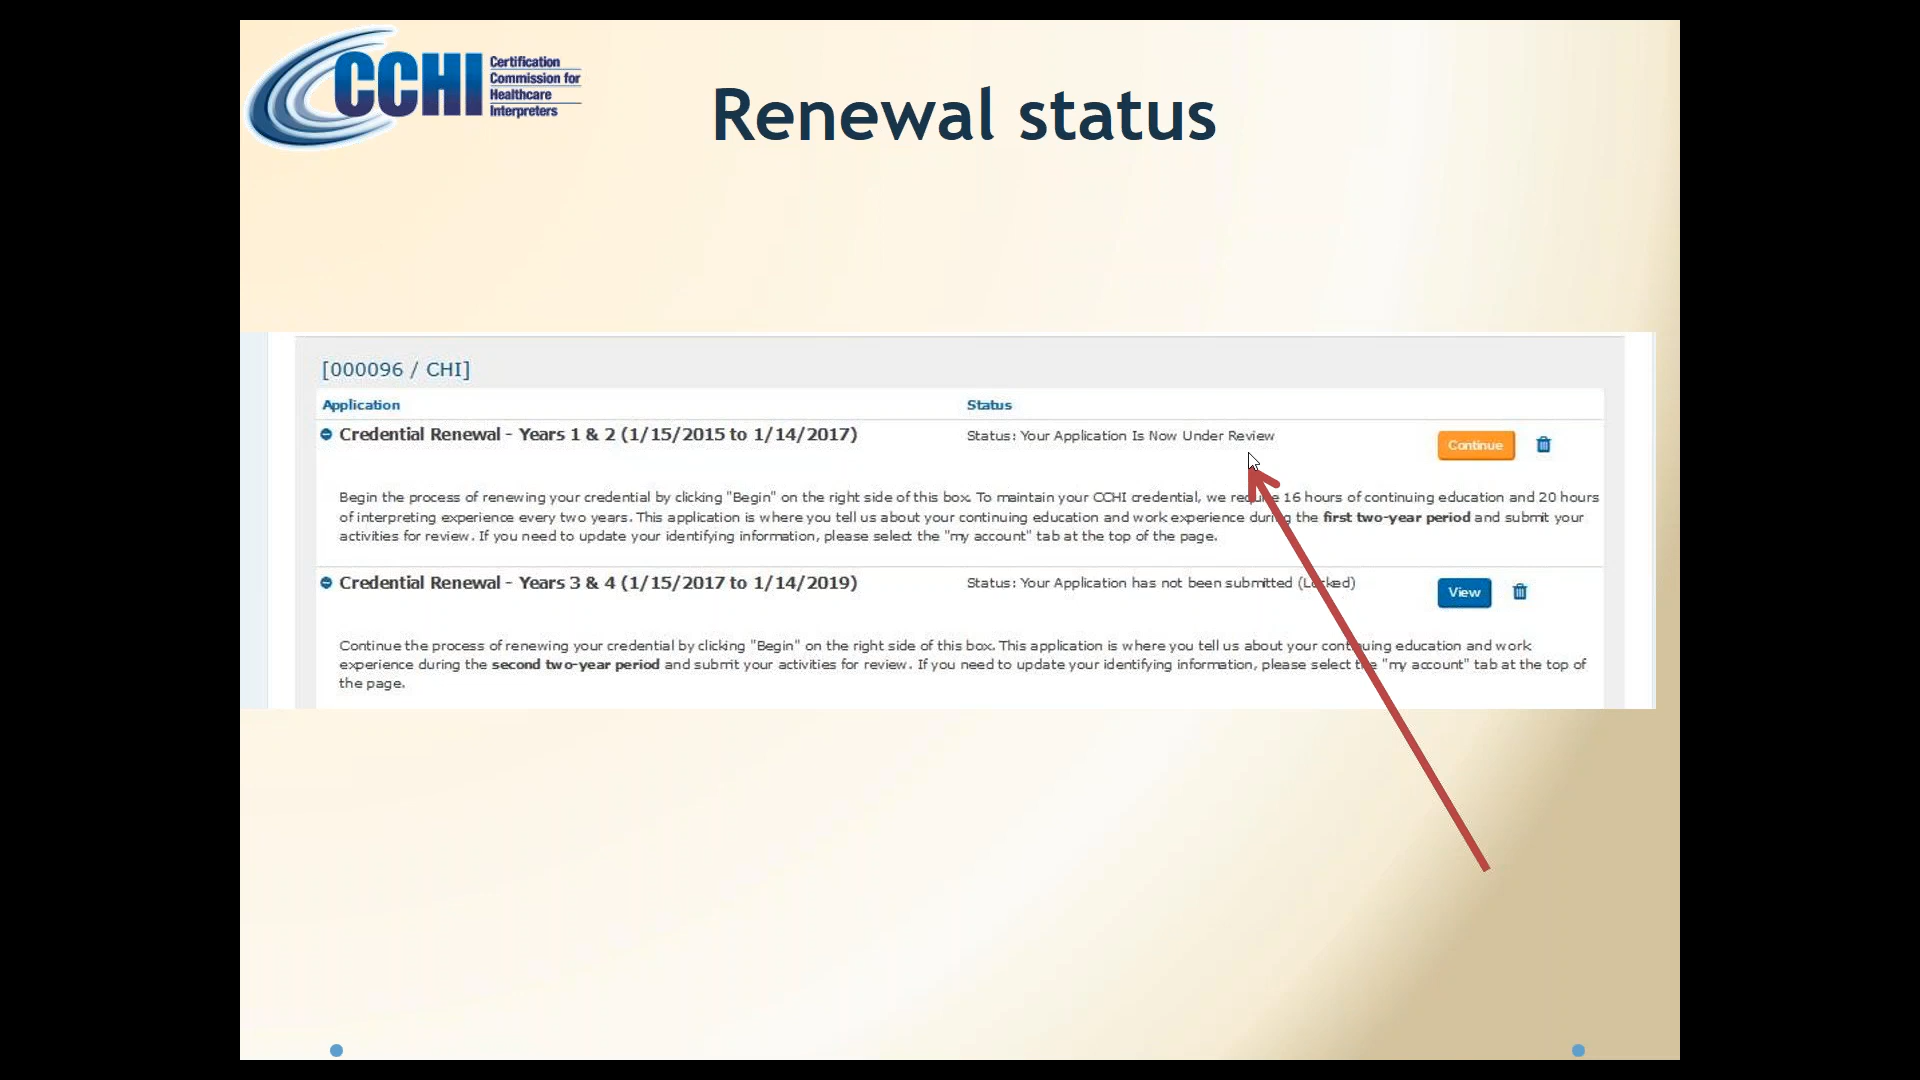 CCHI
Certification
Commission for
Healthcare
Interpreters
Renewal status
[000096 / CHI]
Application Status
Credential Renewal - Years 1 & 2 (1/15/2015 to 1/14/2017) Status: Your Application Is Now Under Review Continue
Begin the process of renewing your credential by clicking "Begin" on the right side of this box. To maintain your CCHI credential, we require 16 hours of continuing education and 20 hours
of interpreting experience every two years. This application is where you tell us about your continuing education and work experience during the first two-year period and submit your
activities for review. If you need to update your identifying information, please select the "my account" tab at the top of the page.
Credential Renewal - Years 3 & 4 (1/15/2017 to 1/14/2019) Status: Your Application has not been submitted (Locked) View
Continue the process of renewing your credential by clicking "Begin" on the right side of this box. This application is where you tell us about your continuing education and work
experience during the second two-year period and submit your activities for review. If you need to update your identifying information, please select the "my account" tab at the top of
the page.